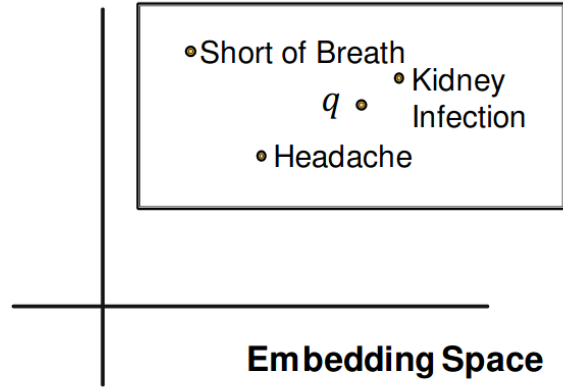 Short of Breath
Kidney
q
Infection
Headache
Embedding Space